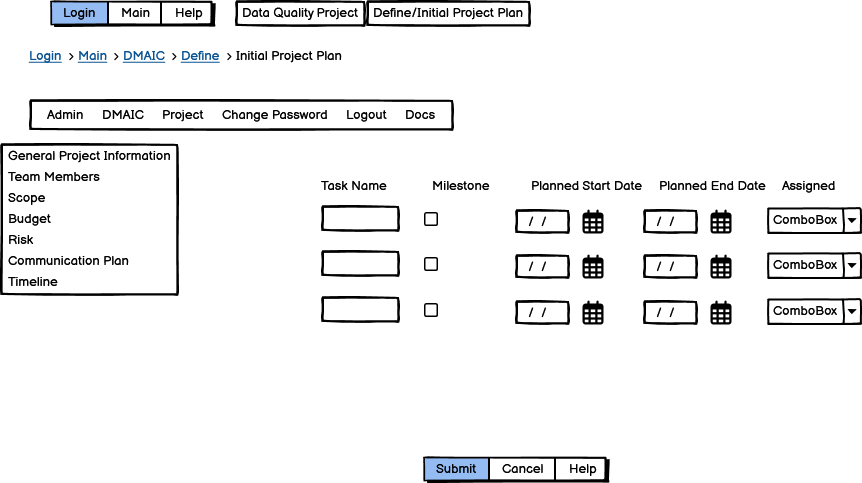 Login Main Help Data Quality Project Define/Initial Project Plan
Login > Main > DMAIC > Define > Initial Project Plan
Admin DMAIC Project Change Password Logout Docs
General Project Information
Team Members
Scope
Budget
Risk
Communication Plan
Timeline
Task Name Milestone Planned Start Date Planned End Date Assigned
/ / / / ComboBox
/ / / / ComboBox
/ / / / ComboBox
Submit Cancel Help